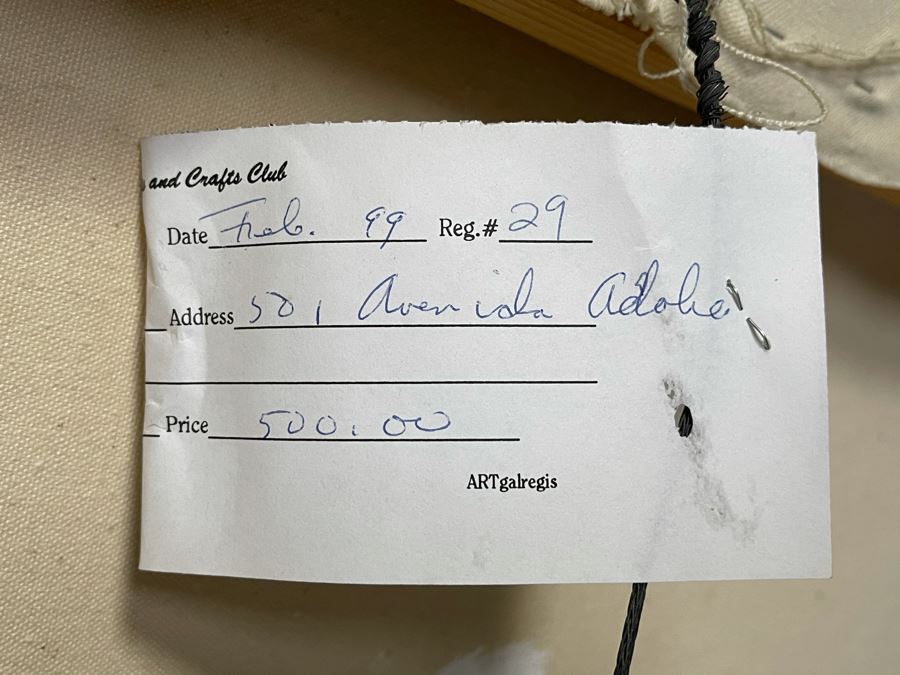 and Crafts Club
Date Feb. 99 Reg.# 29
Address 501 Avenida Adobe
Price 500.00
ARTgalregis